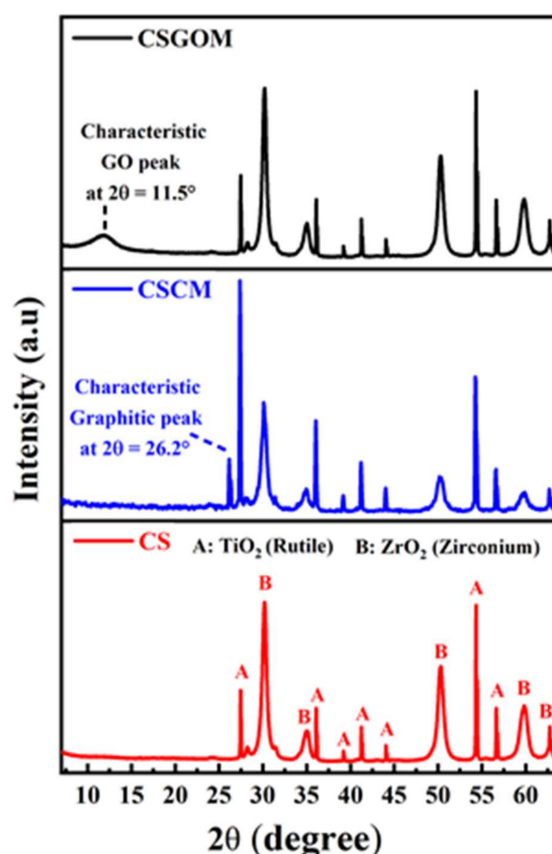 CSGOM
Characteristic
GO peak
at 2θ = 11.5°
CSCM
Characteristic
Graphitic peak
at 2θ = 26.2°
CS A: TiO₂ (Rutile) B: ZrO₂ (Zirconium)
A B B A A A A B A B B
Intensity (a.u)
10 15 20 25 30 35 40 45 50 55 60
2θ (degree)